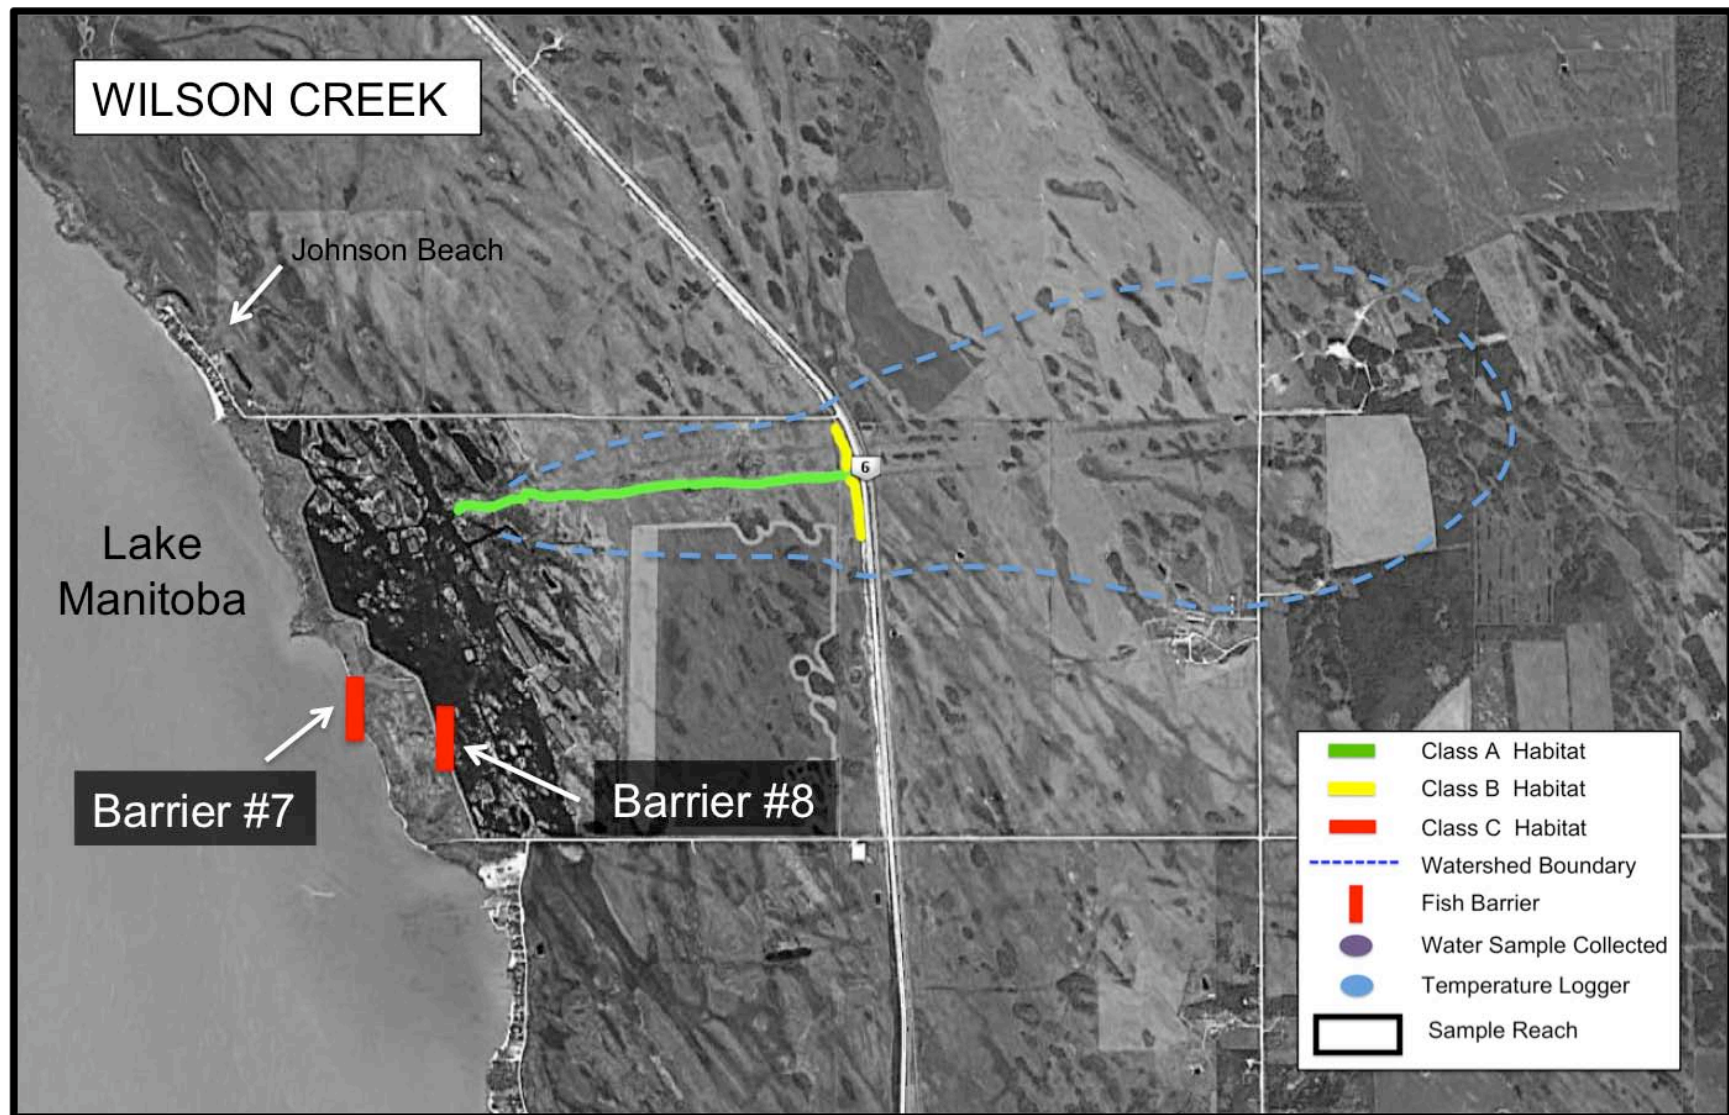 WILSON CREEK
Johnson Beach
6
Lake
Manitoba
Barrier #7
Barrier #8
Class A Habitat
Class B Habitat
Class C Habitat
Watershed Boundary
Fish Barrier
Water Sample Collected
Temperature Logger
Sample Reach